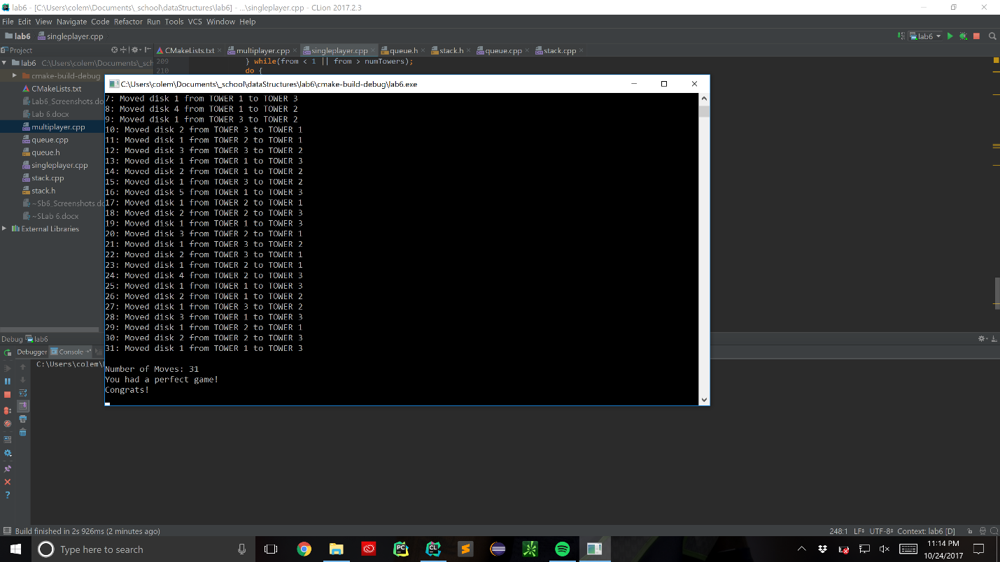 lab6 - [C:\Users\colem\Documents\_school\dataStructures\lab6] - ...\singleplayer.cpp - CLion 2017.2.3
File Edit View Navigate Code Refactor Run Tools VCS Window Help
lab6 singleplayer.cpp
lab6
Project
CMakeLists.txt multiplayer.cpp singleplayer.cpp queue.h stack.h queue.cpp stack.cpp
lab6 C:\Users\colem\Documents\_sch
cmake-build-debug
CMakeLists.txt
Lab6_Screenshots.do
Lab 6.docx
multiplayer.cpp
queue.cpp
queue.h
singleplayer.cpp
stack.cpp
stack.h
~Sb6_Screenshots.do
~SLab 6.docx
External Libraries
209 } while(from < 1 || from > numTowers);
210 do {
C:\Users\colem\Documents\_school\dataStructures\lab6\cmake-build-debug\lab6.exe
7: Moved disk 1 from TOWER 1 to TOWER 3
8: Moved disk 4 from TOWER 1 to TOWER 2
9: Moved disk 1 from TOWER 3 to TOWER 2
10: Moved disk 2 from TOWER 3 to TOWER 1
11: Moved disk 1 from TOWER 2 to TOWER 1
12: Moved disk 3 from TOWER 3 to TOWER 2
13: Moved disk 1 from TOWER 1 to TOWER 3
14: Moved disk 2 from TOWER 1 to TOWER 2
15: Moved disk 1 from TOWER 3 to TOWER 2
16: Moved disk 5 from TOWER 1 to TOWER 3
17: Moved disk 1 from TOWER 2 to TOWER 1
18: Moved disk 2 from TOWER 2 to TOWER 3
19: Moved disk 1 from TOWER 1 to TOWER 3
20: Moved disk 3 from TOWER 2 to TOWER 1
21: Moved disk 1 from TOWER 3 to TOWER 2
22: Moved disk 2 from TOWER 3 to TOWER 1
23: Moved disk 1 from TOWER 2 to TOWER 1
24: Moved disk 4 from TOWER 2 to TOWER 3
25: Moved disk 1 from TOWER 1 to TOWER 3
26: Moved disk 2 from TOWER 1 to TOWER 2
27: Moved disk 1 from TOWER 3 to TOWER 2
28: Moved disk 3 from TOWER 1 to TOWER 3
29: Moved disk 1 from TOWER 2 to TOWER 1
30: Moved disk 2 from TOWER 2 to TOWER 3
31: Moved disk 1 from TOWER 1 to TOWER 3
Number of Moves: 31
You had a perfect game!
Congrats!
Debug lab6
Debugger Console
C:\Users\colem\
Build finished in 2s 926ms (2 minutes ago)
248:1 LF UTF-8 Context: lab6 [D]
Type here to search
PC
CL
11:14 PM
10/24/2017